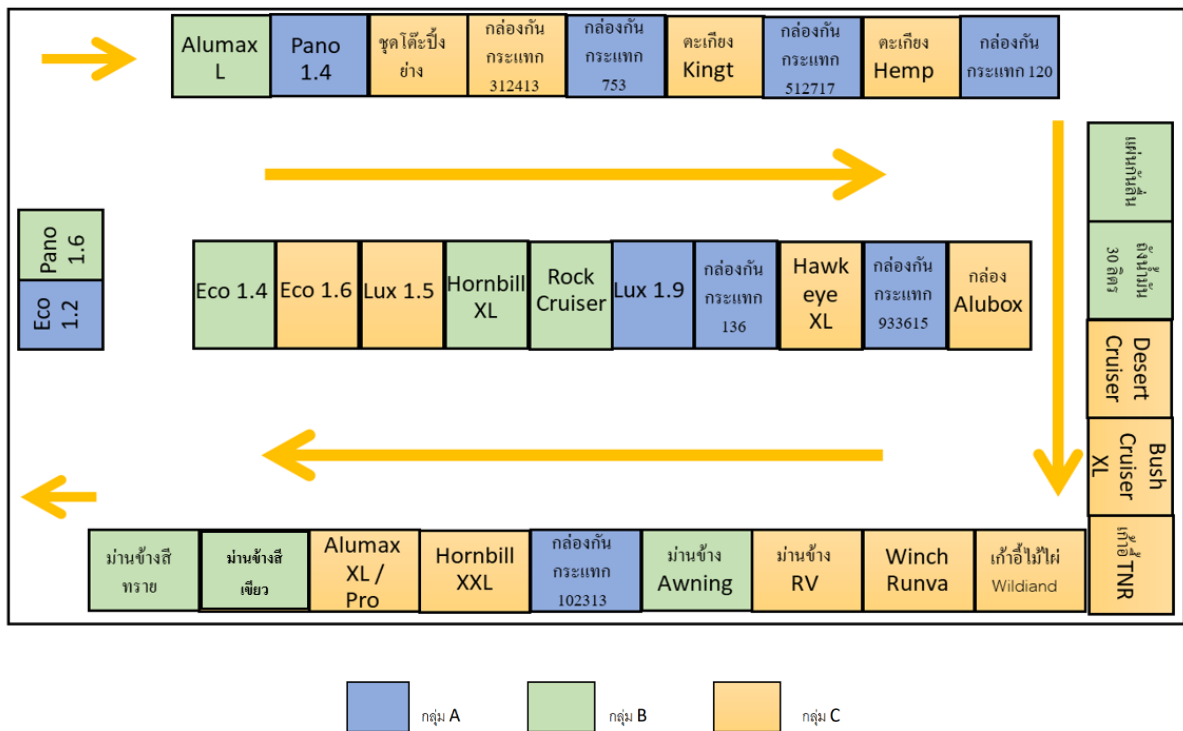 Alumax
L
Pano
1.4
ชุดโต๊ะปิ้ง
ย่าง
กล่องกัน
กระแทก
312413
กล่องกัน
กระแทก
753
ตะเกียง
Kingt
กล่องกัน
กระแทก
512717
ตะเกียง
Hemp
กล่องกัน
กระแทก 120
แผ่นกันลื่น
ถังน้ำมัน
30 ลิตร
Desert
Cruiser
Bush
Cruiser
XL
เก้าอี้ TNR
Pano
1.6
Eco
1.2
Eco 1.4
Eco 1.6
Lux 1.5
Hornbill
XL
Rock
Cruiser
Lux 1.9
กล่องกัน
กระแทก
136
Hawk
eye
XL
กล่องกัน
กระแทก
933615
กล่อง
Alubox
ม่านข้างสี
ทราย
ม่านข้างสี
เขียว
Alumax
XL /
Pro
Hornbill
XXL
กล่องกัน
กระแทก
102313
ม่านข้าง
Awning
ม่านข้าง
RV
Winch
Runva
เก้าอี้ไม้ไผ่
Wildiand
กลุ่ม A
กลุ่ม B
กลุ่ม C